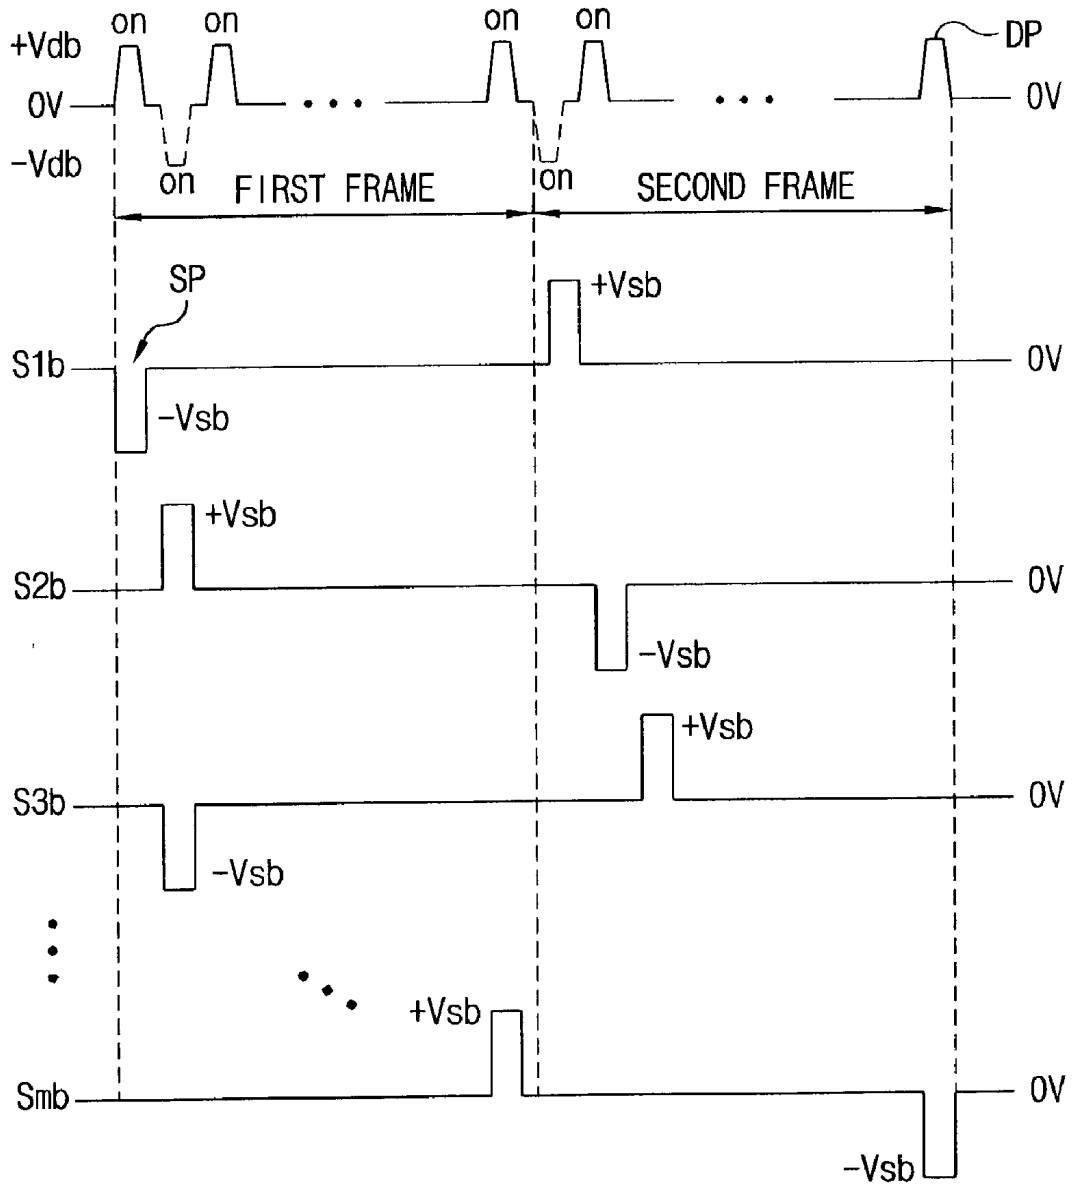 on on on on
+Vdb DP
0V 0V
-Vdb
on on
FIRST FRAME SECOND FRAME
SP
+Vsb
S1b 0V
-Vsb
+Vsb
S2b 0V
-Vsb
+Vsb
S3b 0V
-Vsb
+Vsb
Smb 0V
-Vsb